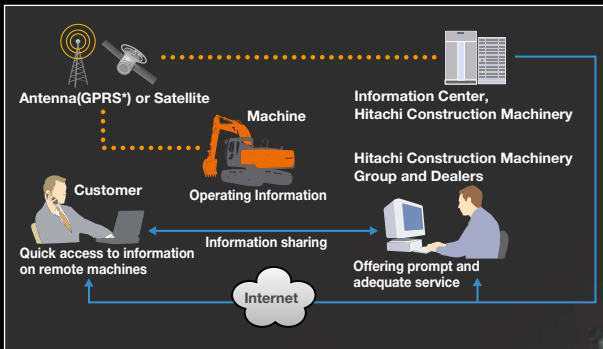 Antenna(GPRS*) or Satellite
Information Center,
Hitachi Construction Machinery
Machine
Operating Information
Hitachi Construction Machinery
Group and Dealers
Customer
Information sharing
Quick access to information
on remote machines
Offering prompt and
adequate service
Internet